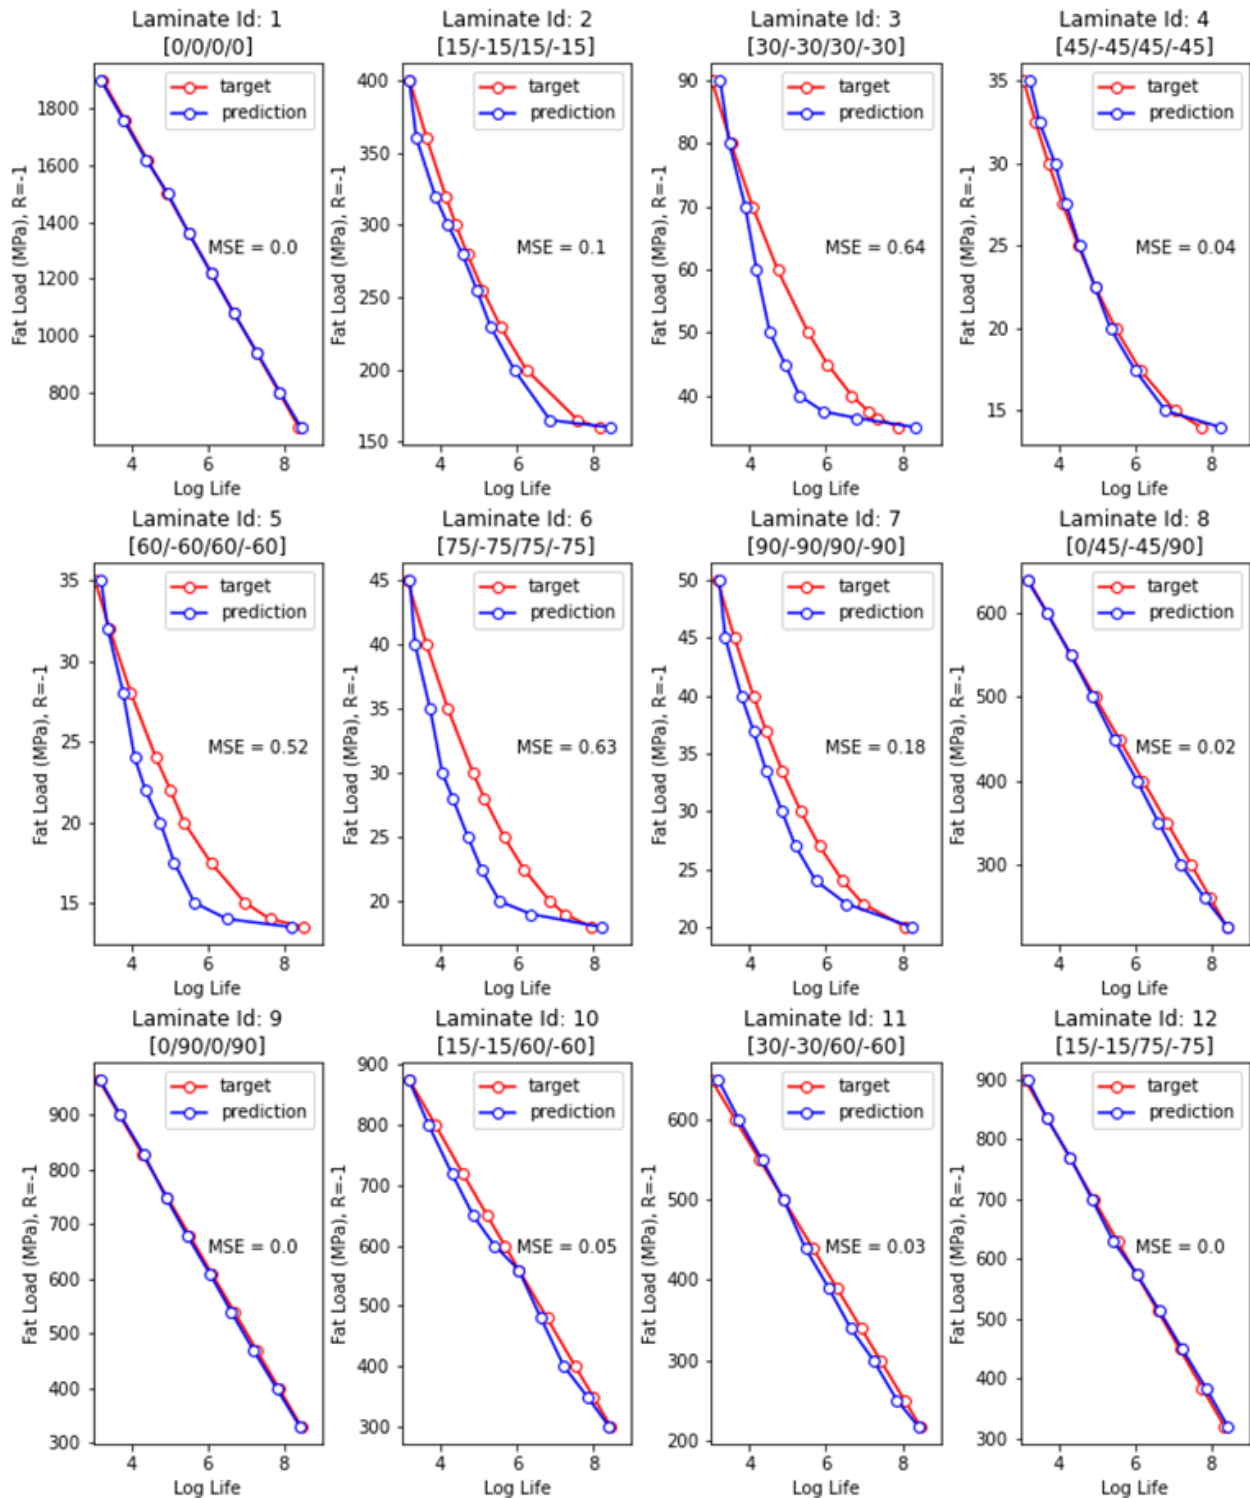 Laminate Id: 1
[0/0/0/0]
target
prediction
MSE = 0.0
Fat Load (MPa), R=-1
1800
1600
1400
1200
1000
800
4 6 8
Log Life
Laminate Id: 2
[15/-15/15/-15]
target
prediction
MSE = 0.1
Fat Load (MPa), R=-1
400
350
300
250
200
150
4 6 8
Log Life
Laminate Id: 3
[30/-30/30/-30]
target
prediction
MSE = 0.64
Fat Load (MPa), R=-1
90
80
70
60
50
40
4 6 8
Log Life
Laminate Id: 4
[45/-45/45/-45]
target
prediction
MSE = 0.04
Fat Load (MPa), R=-1
35
30
25
20
15
4 6 8
Log Life
Laminate Id: 5
[60/-60/60/-60]
target
prediction
MSE = 0.52
Fat Load (MPa), R=-1
35
31
24
20
15
4 6 8
Log Life
Laminate Id: 6
[75/-75/75/-75]
target
prediction
MSE = 0.63
Fat Load (MPa), R=-1
45
40
35
30
25
20
4 6 8
Log Life
Laminate Id: 7
[90/-90/90/-90]
target
prediction
MSE = 0.18
Fat Load (MPa), R=-1
50
45
40
35
30
25
20
4 6 8
Log Life
Laminate Id: 8
[0/45/-45/90]
target
prediction
MSE = 0.02
Fat Load (MPa), R=-1
600
500
400
300
4 6 8
Log Life
Laminate Id: 9
[0/90/0/90]
target
prediction
MSE = 0.0
Fat Load (MPa), R=-1
900
800
700
600
500
400
300
4 6 8
Log Life
Laminate Id: 10
[15/-15/60/-60]
target
prediction
MSE = 0.05
Fat Load (MPa), R=-1
900
800
700
600
500
400
300
4 6 8
Log Life
Laminate Id: 11
[30/-30/60/-60]
target
prediction
MSE = 0.03
Fat Load (MPa), R=-1
600
500
400
300
200
4 6 8
Log Life
Laminate Id: 12
[15/-15/75/-75]
target
prediction
MSE = 0.0
Fat Load (MPa), R=-1
900
800
700
600
500
400
300
4 6 8
Log Life